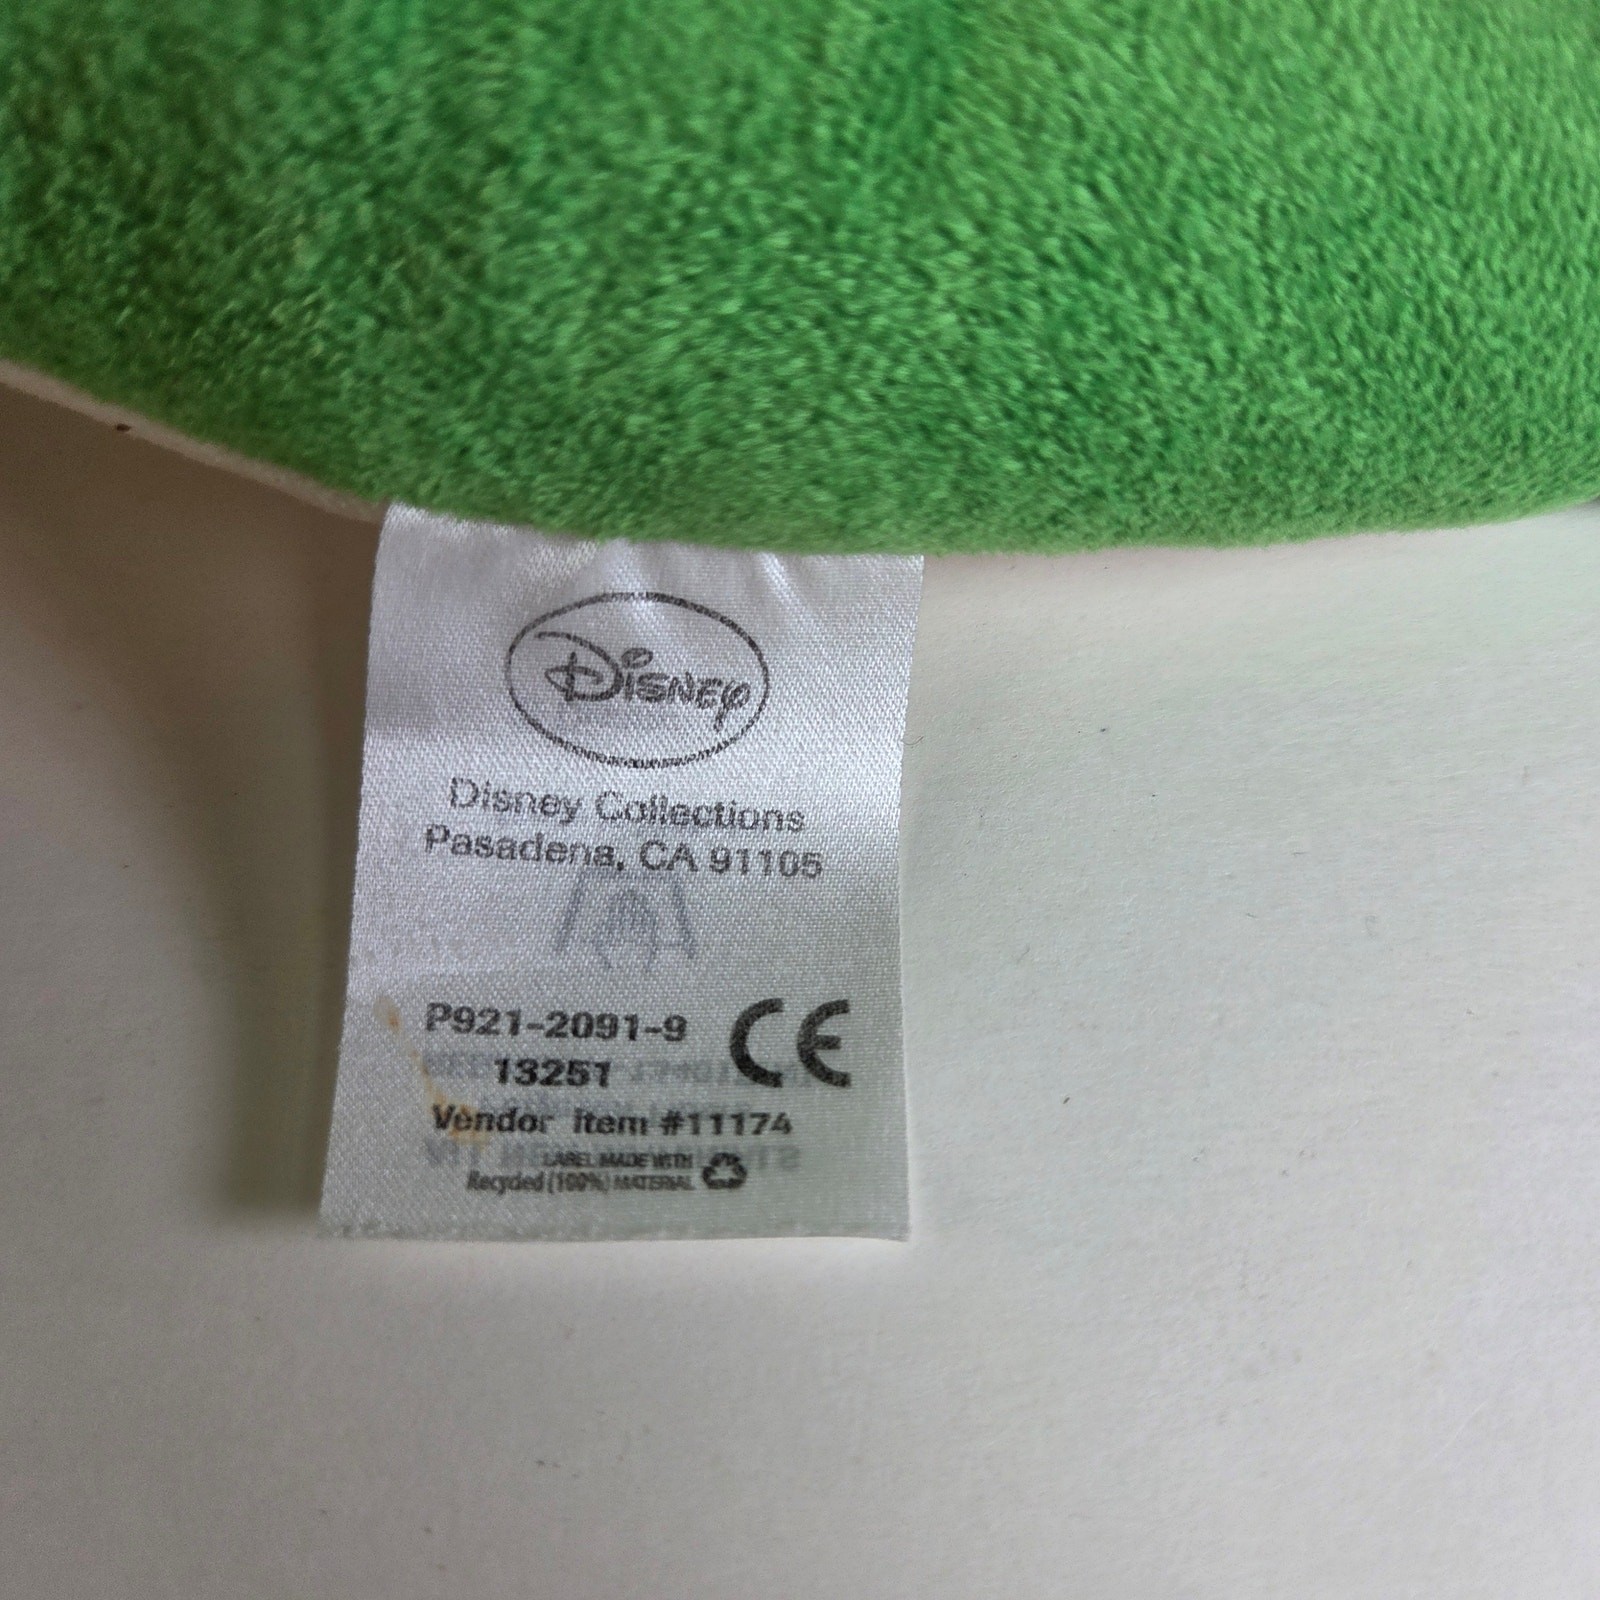 Disney
Disney Collections
Pasadena, CA 91105
P921-2091-9
CE
13251
Vendor Item #11174
LABEL MADE WITH
Recycled (100%) MATERIAL